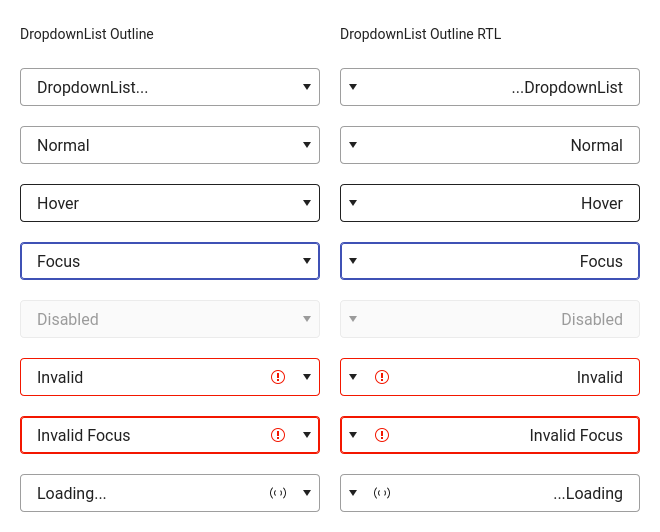 DropdownList Outline
DropdownList...
Normal
Hover
Focus
Disabled
Invalid
Invalid Focus
Loading...
DropdownList Outline RTL
...DropdownList
Normal
Hover
Focus
Disabled
Invalid
Invalid Focus
...Loading